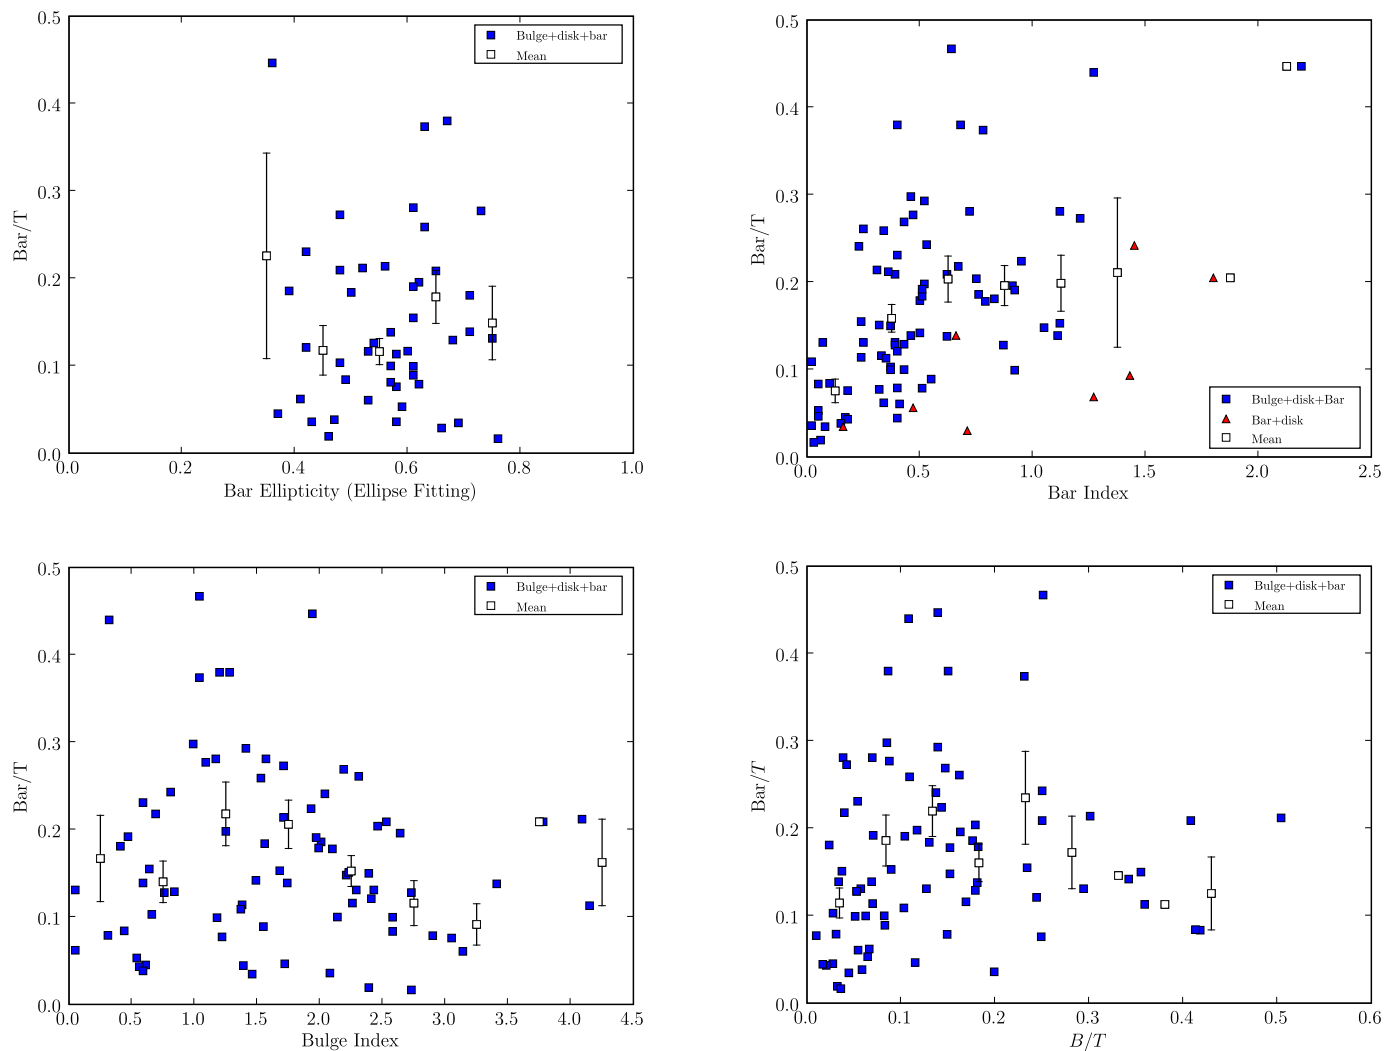 0.5
0.4
0.3
0.2
0.1
0.0
Bar/T
0.0 0.2 0.4 0.6 0.8 1.0
Bar Ellipticity (Ellipse Fitting)
Bulge+disk+bar
Mean
0.5
0.4
0.3
0.2
0.1
0.0
Bar/T
0.0 0.5 1.0 1.5 2.0 2.5
Bar Index
Bulge+disk+Bar
Bar+disk
Mean
0.5
0.4
0.3
0.2
0.1
0.0
Bar/T
0.0 0.5 1.0 1.5 2.0 2.5 3.0 3.5 4.0 4.5
Bulge Index
Bulge+disk+bar
Mean
0.5
0.4
0.3
0.2
0.1
0.0
Bar/T
0.0 0.1 0.2 0.3 0.4 0.5 0.6
B/T
Bulge+disk+bar
Mean